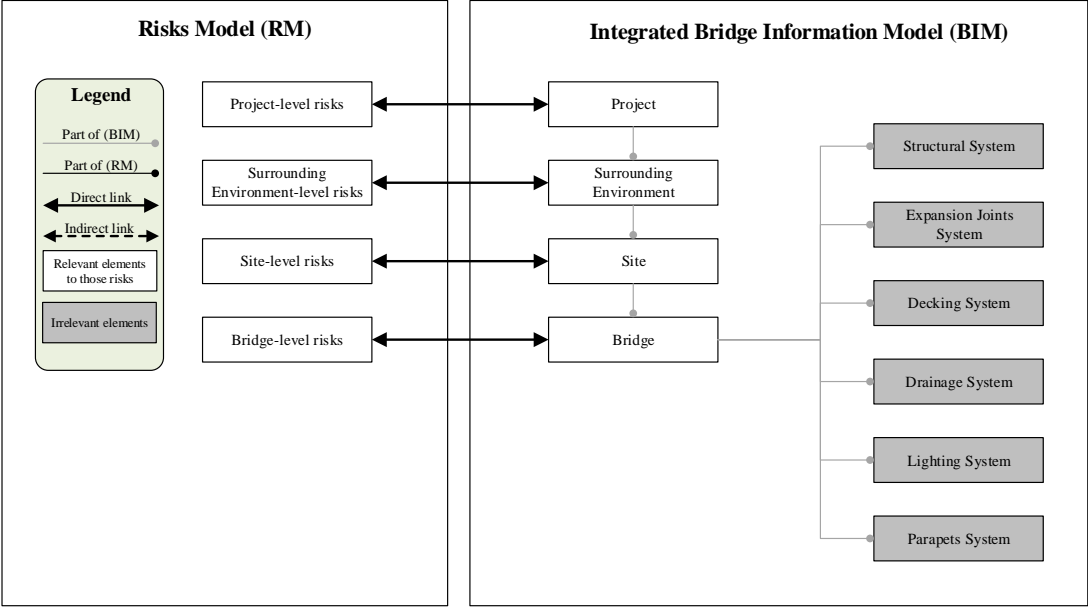 Risks Model (RM)
Legend
Part of (BIM)
Part of (RM)
Direct link
Indirect link
Relevant elements
to those risks
Irrelevant elements
Project-level risks
Surrounding
Environment-level risks
Site-level risks
Bridge-level risks
Integrated Bridge Information Model (BIM)
Project
Surrounding
Environment
Site
Bridge
Structural System
Expansion Joints
System
Decking System
Drainage System
Lighting System
Parapets System